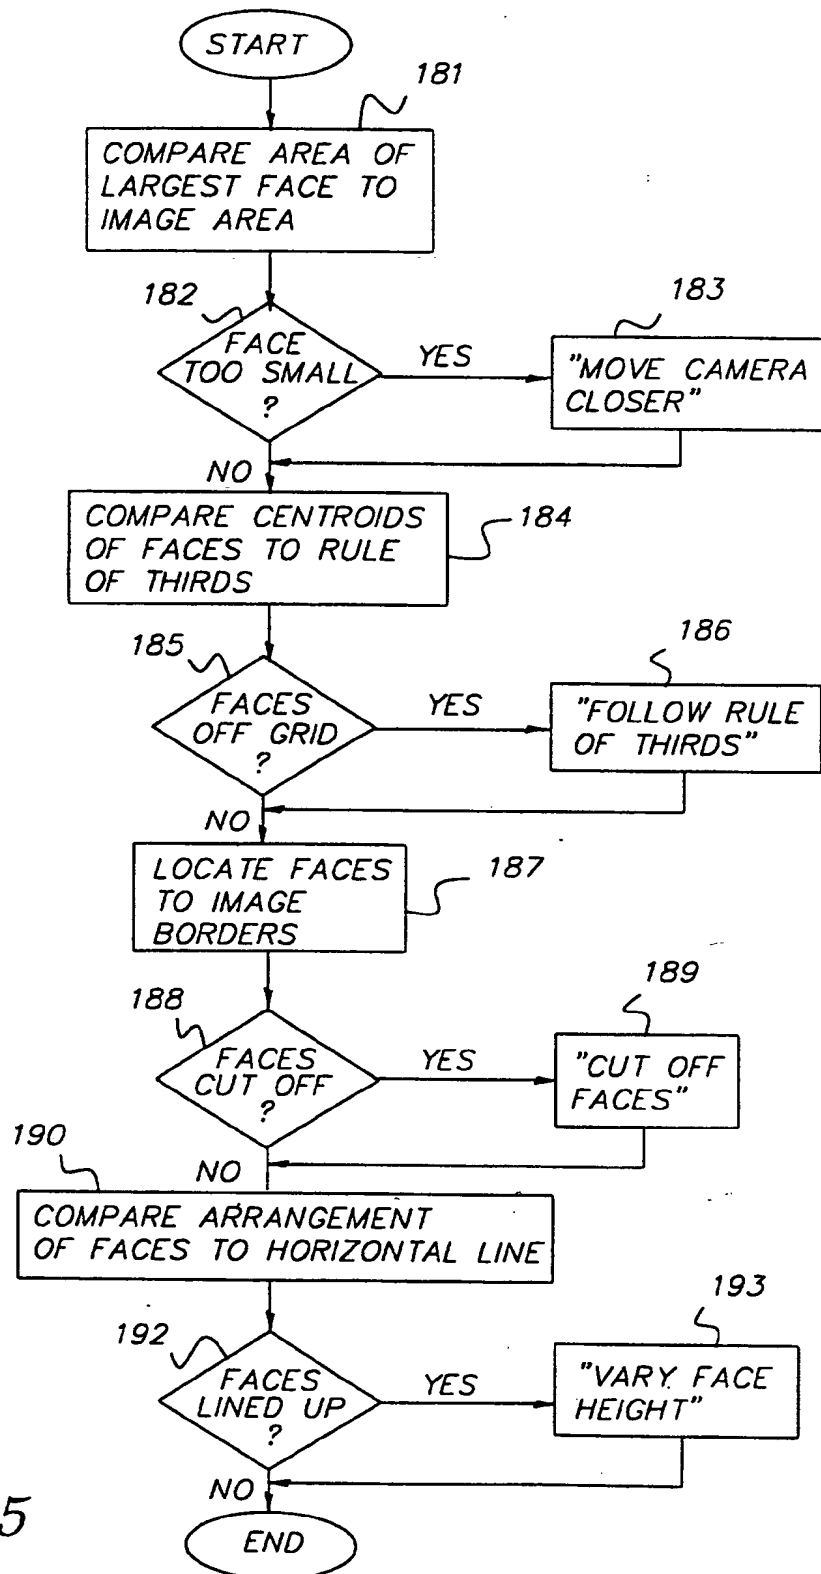 START
181
COMPARE AREA OF
LARGEST FACE TO
IMAGE AREA
182
FACE
TOO SMALL
?
YES
183
"MOVE CAMERA
CLOSER"
NO
COMPARE CENTROIDS
OF FACES TO RULE
OF THIRDS
184
185
FACES
OFF GRID
?
YES
186
"FOLLOW RULE
OF THIRDS"
NO
LOCATE FACES
TO IMAGE
BORDERS
187
188
FACES
CUT OFF
?
YES
189
"CUT OFF
FACES"
190
NO
COMPARE ARRANGEMENT
OF FACES TO HORIZONTAL LINE
192
FACES
LINED UP
?
YES
193
"VARY FACE
HEIGHT"
NO
5
END